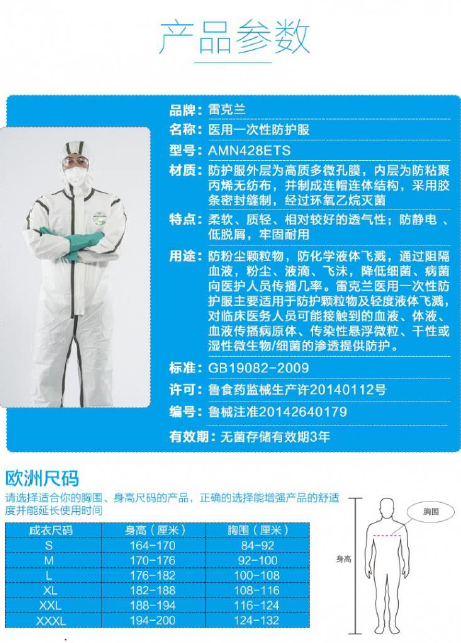 产品参数
品牌：雷克兰
名称：医用一次性防护服
型号：AMN428ETS
材质：防护服外层为高质多微孔膜，内层为防粘聚
丙烯无纺布，并制成连帽连体结构，采用胶
条密封缝制，经过环氧乙烷灭菌
特点：柔软、质轻、相对较好的透气性；防静电、
低脱屑，牢固耐用
用途：防粉尘颗粒物，防化学液体飞溅，通过阻隔
血液，粉尘、液滴、飞沫，降低细菌、病菌
向医护人员传播几率。雷克兰医用一次性防
护服主要适用于防护颗粒物及轻度液体飞溅，
对临床医务人员可能接触到的血液、体液、
血液传播病原体、传染性悬浮微粒、干性或
湿性微生物/细菌的渗透提供防护。
标准：GB19082-2009
许可：鲁食药监械生产许20140112号
编号：鲁械注准20142640179
有效期：无菌存储有效期3年
欧洲尺码
请选择适合你的胸围、身高尺码的产品，正确的选择能增强产品的舒适
度并能延长使用时间
成衣尺码 身高（厘米） 胸围（厘米）
S 164-170 84-92
M 170-176 92-100
L 176-182 100-108
XL 182-188 108-116
XXL 188-194 116-124
XXXL 194-200 124-132
胸围
身高